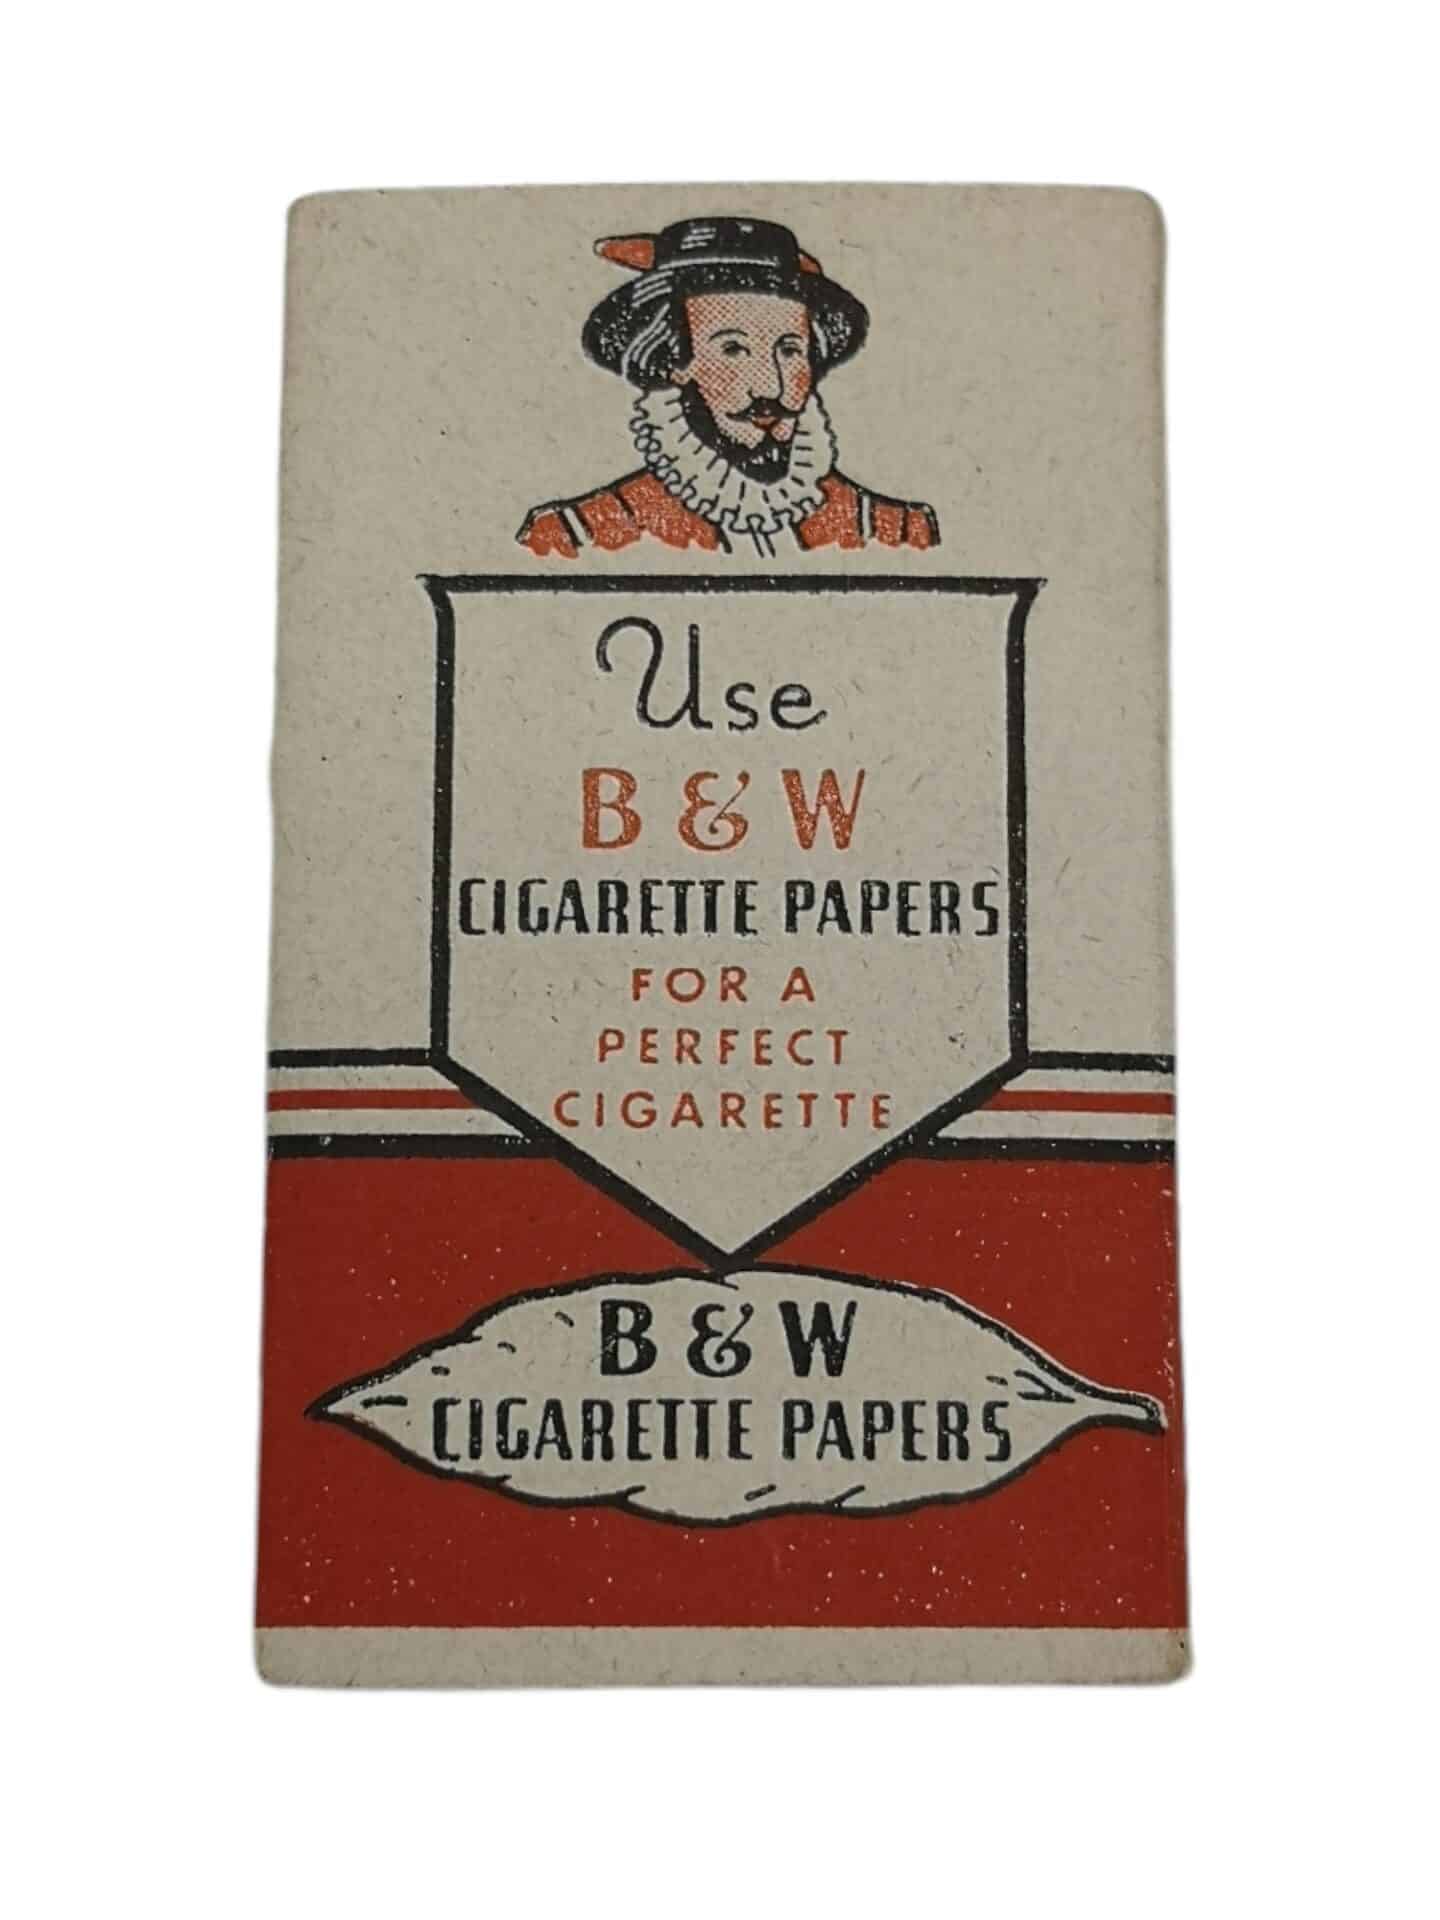 Use
B & W
CIGARETTE PAPERS
FOR A
PERFECT
CIGARETTE
B & W
CIGARETTE PAPERS